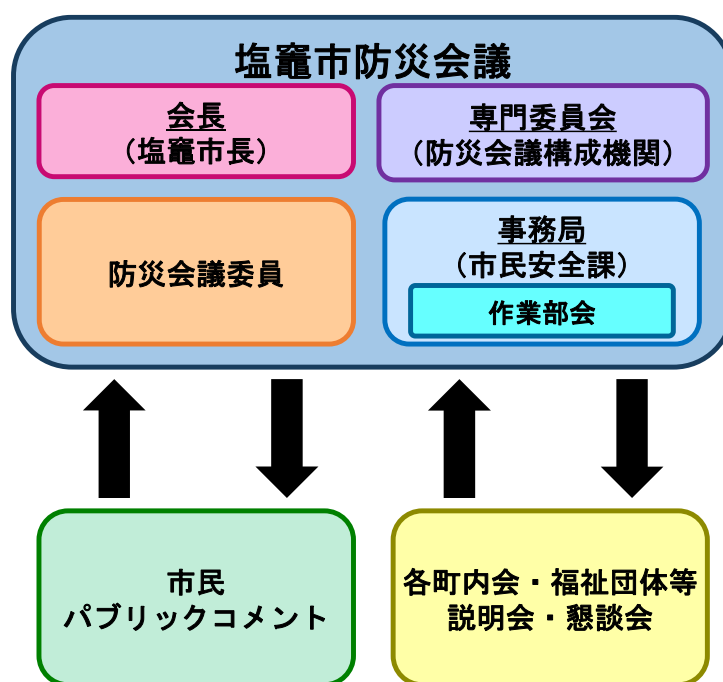 塩竈市防災会議
会長
（塩竈市長）
専門委員会
（防災会議構成機関）
防災会議委員
事務局
（市民安全課）
作業部会
市民
パブリックコメント
各町内会・福祉団体等
説明会・懇談会